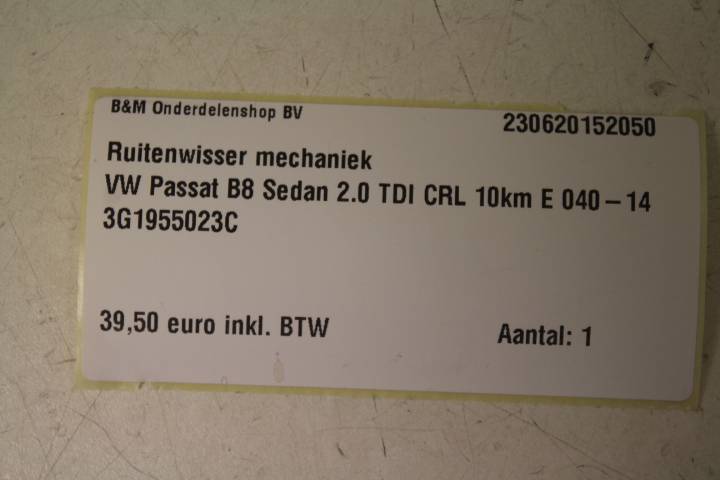 B&M Onderdelenshop BV
230620152050
Ruitenwisser mechaniek
VW Passat B8 Sedan 2.0 TDI CRL 10km E 040-14
3G1955023C
39,50 euro inkl. BTW
Aantal: 1